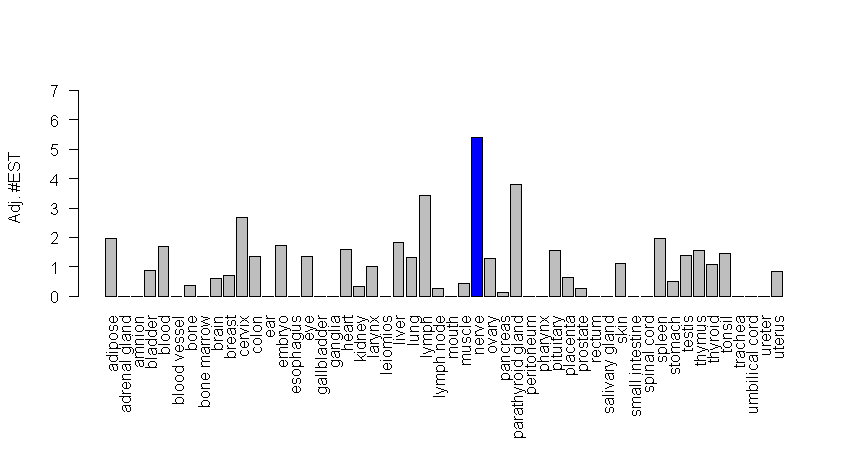 7
6
5
4
3
2
1
0
Adj. #EST
adipose
adrenal gland
amnion
bladder
blood
blood vessel
bone
bone marrow
brain
breast
cervix
colon
ear
embryo
esophagus
eye
gallbladder
ganglia
heart
kidney
larynx
leiomios
liver
lung
lymph
lymph node
mouth
muscle
nerve
ovary
pancreas
parathyroid gland
peritoneum
pharynx
pituitary
placenta
prostate
rectum
salivary gland
skin
small intestine
spinal cord
spleen
stomach
testis
thymus
thyroid
tonsil
trachea
umbilical cord
ureter
uterus